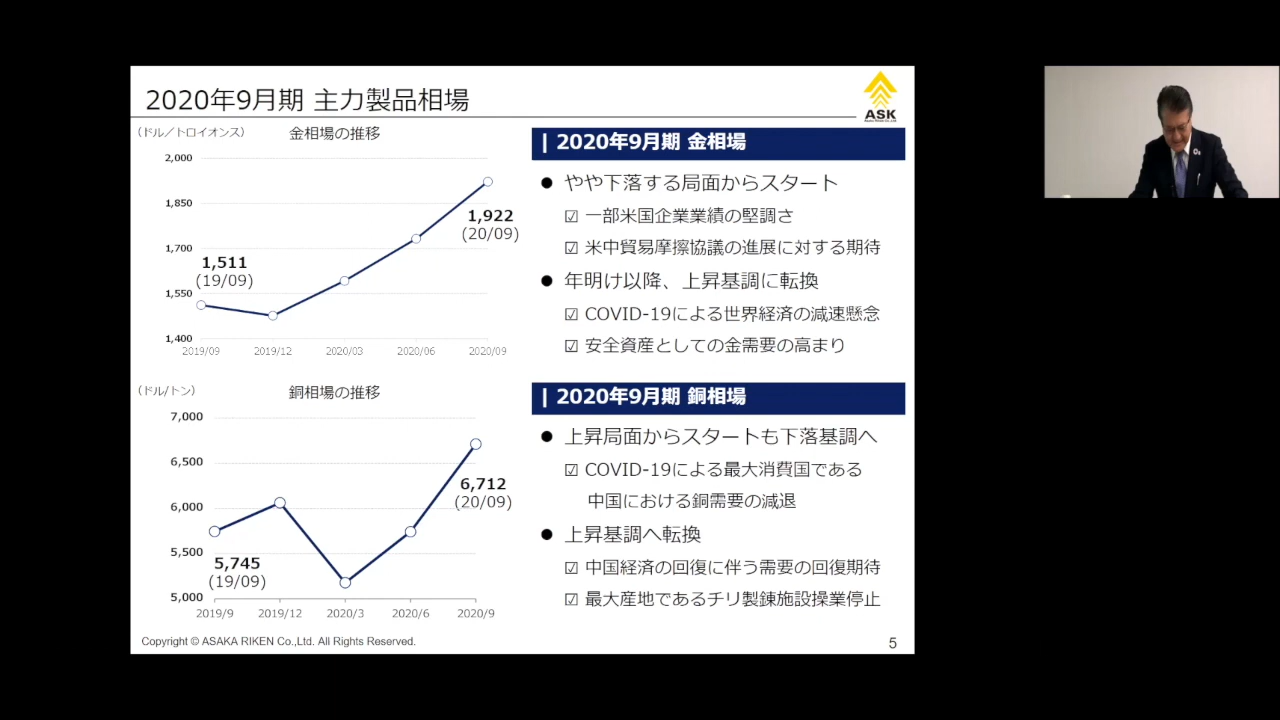 2020年9月期 主力製品相場
ASK
(ドル/トロイオンス)
金相場の推移
2,000
1,850
1,700
1,550
1,400
1,511
(19/09)
1,922
(20/09)
2019/09
2019/12
2020/03
2020/06
2020/09
| 2020年9月期 金相場
● やや下落する局面からスタート
☑ 一部米国企業業績の堅調さ
☑ 米中貿易摩擦協議の進展に対する期待
● 年明け以降、上昇基調に転換
☑ COVID-19による世界経済の減速懸念
☑ 安全資産としての金需要の高まり
(ドル/トン)
銅相場の推移
7,000
6,500
6,000
5,500
5,000
5,745
(19/09)
6,712
(20/09)
2019/9
2019/12
2020/3
2020/6
2020/9
| 2020年9月期 銅相場
● 上昇局面からスタートも下落基調へ
☑ COVID-19による最大消費国である
中国における銅需要の減退
● 上昇基調へ転換
☑ 中国経済の回復に伴う需要の回復期待
☑ 最大産地であるチリ製錬施設操業停止
Copyright © ASAKA RIKEN Co.,Ltd. All Rights Reserved.
5